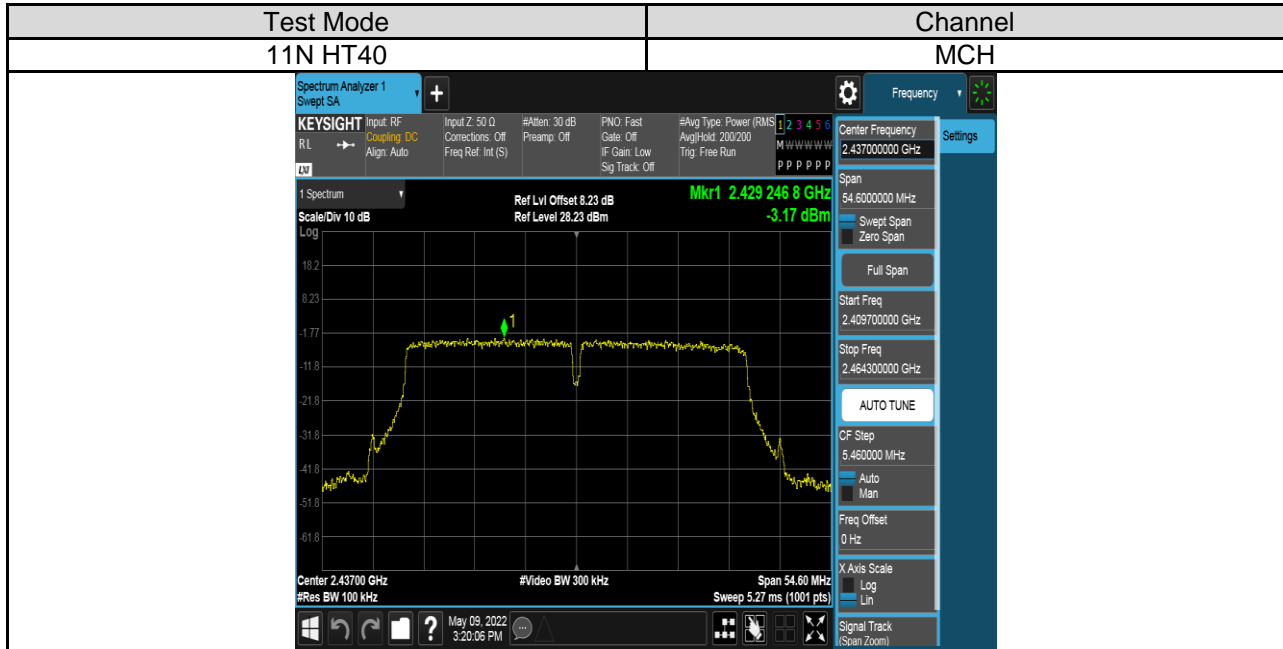 Test Mode Channel
11N HT40 MCH
Spectrum Analyzer 1
Swept SA
+
Frequency
KEYSIGHT Input: RF Input Z: 50 Ω #Atten: 30 dB PNO: Fast #Avg Type: Power (RMS 1 2 3 4 5 6
RL Coupling: DC Corrections: Off Preamp: Off Gate: Off Avg|Hold: 200/200 M W W W W W
Align: Auto Freq Ref: Int (S) IF Gain: Low Trig: Free Run
LXI Sig Track: Off P P P P P P
1 Spectrum Ref Lvl Offset 8.23 dB Mkr1 2.429 246 8 GHz
Scale/Div 10 dB Ref Level 28.23 dBm -3.17 dBm
Log
18.2
8.23
-1.77
-11.8
-21.8
-31.8
-41.8
-51.8
-61.8
1
Center 2.43700 GHz #Video BW 300 kHz Span 54.60 MHz
#Res BW 100 kHz Sweep 5.27 ms (1001 pts)
? May 09, 2022
3:20:06 PM
Center Frequency
2.437000000 GHz
Settings
Span
54.6000000 MHz
Swept Span
Zero Span
Full Span
Start Freq
2.409700000 GHz
Stop Freq
2.464300000 GHz
AUTO TUNE
CF Step
5.460000 MHz
Auto
Man
Freq Offset
0 Hz
X Axis Scale
Log
Lin
Signal Track
(Span Zoom)